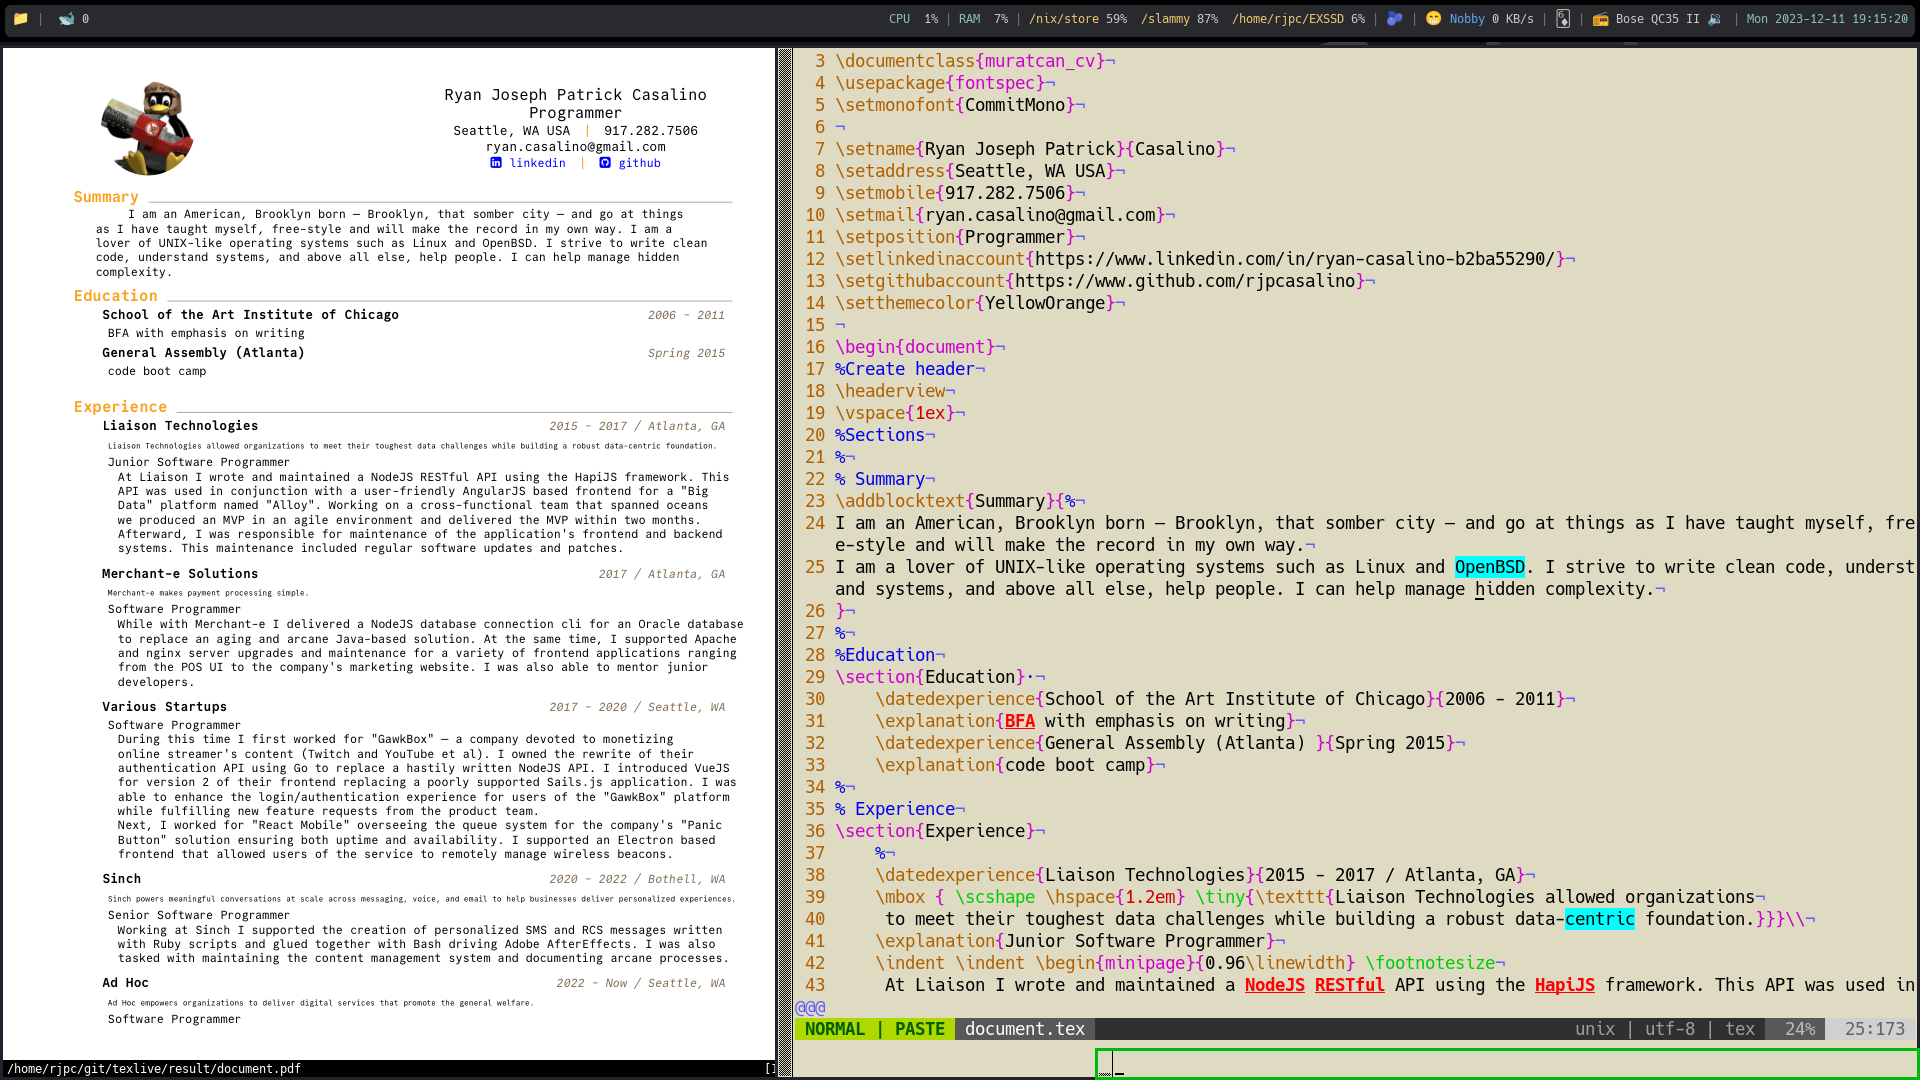 0
CPU 1% | RAM 7% | /nix/store 59% /slammy 87% /home/rjpc/EXSSD 6% | | Nobby 0 KB/s | 6 | Bose QC35 II | Mon 2023-12-11 19:15:20
Ryan Joseph Patrick Casalino
Programmer
Seattle, WA USA | 917.282.7506
ryan.casalino@gmail.com
linkedin | github
Summary
I am an American, Brooklyn born — Brooklyn, that somber city — and go at things
as I have taught myself, free-style and will make the record in my own way. I am a
lover of UNIX-like operating systems such as Linux and OpenBSD. I strive to write clean
code, understand systems, and above all else, help people. I can help manage hidden
complexity.
Education
School of the Art Institute of Chicago 2006 - 2011
BFA with emphasis on writing
General Assembly (Atlanta) Spring 2015
code boot camp
Experience
Liaison Technologies 2015 - 2017 / Atlanta, GA
Liaison Technologies allowed organizations to meet their toughest data challenges while building a robust data-centric foundation.
Junior Software Programmer
At Liaison I wrote and maintained a NodeJS RESTful API using the HapiJS framework. This
API was used in conjunction with a user-friendly AngularJS based frontend for a "Big
Data" platform named "Alloy". Working on a cross-functional team that spanned oceans
we produced an MVP in an agile environment and delivered the MVP within two months.
Afterward, I was responsible for maintenance of the application's frontend and backend
systems. This maintenance included regular software updates and patches.
Merchant-e Solutions 2017 / Atlanta, GA
Merchant-e makes payment processing simple.
Software Programmer
While with Merchant-e I delivered a NodeJS database connection cli for an Oracle database
to replace an aging and arcane Java-based solution. At the same time, I supported Apache
and nginx server upgrades and maintenance for a variety of frontend applications ranging
from the POS UI to the company's marketing website. I was also able to mentor junior
developers.
Various Startups 2017 - 2020 / Seattle, WA
Software Programmer
During this time I first worked for "GawkBox" — a company devoted to monetizing
online streamer's content (Twitch and YouTube et al). I owned the rewrite of their
authentication API using Go to replace a hastily written NodeJS API. I introduced VueJS
for version 2 of their frontend replacing a poorly supported Sails.js application. I was
able to enhance the login/authentication experience for users of the "GawkBox" platform
while fulfilling new feature requests from the product team.
Next, I worked for "React Mobile" overseeing the queue system for the company's "Panic
Button" solution ensuring both uptime and availability. I supported an Electron based
frontend that allowed users of the service to remotely manage wireless beacons.
Sinch 2020 - 2022 / Bothell, WA
Sinch powers meaningful conversations at scale across messaging, voice, and email to help businesses deliver personalized experiences.
Senior Software Programmer
Working at Sinch I supported the creation of personalized SMS and RCS messages written
with Ruby scripts and glued together with Bash driving Adobe AfterEffects. I was also
tasked with maintaining the content management system and documenting arcane processes.
Ad Hoc 2022 - Now / Seattle, WA
Ad Hoc empowers organizations to deliver digital services that promote the general welfare.
Software Programmer
/home/rjpc/git/texlive/result/document.pdf [1
3 \documentclass{muratcan_cv}¬
4 \usepackage{fontspec}¬
5 \setmonofont{CommitMono}¬
6 ¬
7 \setname{Ryan Joseph Patrick}{Casalino}¬
8 \setaddress{Seattle, WA USA}¬
9 \setmobile{917.282.7506}¬
10 \setmail{ryan.casalino@gmail.com}¬
11 \setposition{Programmer}¬
12 \setlinkedinaccount{https://www.linkedin.com/in/ryan-casalino-b2ba55290/}¬
13 \setgithubaccount{https://www.github.com/rjpcasalino}¬
14 \setthemecolor{YellowOrange}¬
15 ¬
16 \begin{document}¬
17 %Create header¬
18 \headerview¬
19 \vspace{1ex}¬
20 %Sections¬
21 %¬
22 % Summary¬
23 \addblocktext{Summary}{%¬
24 I am an American, Brooklyn born — Brooklyn, that somber city — and go at things as I have taught myself, fre
e-style and will make the record in my own way.¬
25 I am a lover of UNIX-like operating systems such as Linux and OpenBSD. I strive to write clean code, underst
and systems, and above all else, help people. I can help manage hidden complexity.¬
26 }¬
27 %¬
28 %Education¬
29 \section{Education}·¬
30 \datedexperience{School of the Art Institute of Chicago}{2006 - 2011}¬
31 \explanation{BFA with emphasis on writing}¬
32 \datedexperience{General Assembly (Atlanta) }{Spring 2015}¬
33 \explanation{code boot camp}¬
34 %¬
35 % Experience¬
36 \section{Experience}¬
37 %¬
38 \datedexperience{Liaison Technologies}{2015 - 2017 / Atlanta, GA}¬
39 \mbox { \scshape \hspace{1.2em} \tiny{\texttt{Liaison Technologies allowed organizations¬
40 to meet their toughest data challenges while building a robust data-centric foundation.}}}\\¬
41 \explanation{Junior Software Programmer}¬
42 \indent \indent \begin{minipage}{0.96\linewidth} \footnotesize¬
43 At Liaison I wrote and maintained a NodeJS RESTful API using the HapiJS framework. This API was used in
@@@
NORMAL | PASTE document.tex unix | utf-8 | tex 24% 25:173